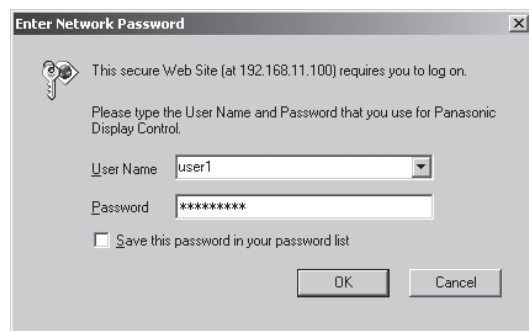 Enter Network Password
This secure Web Site (at 192.168.11.100) requires you to log on.
Please type the User Name and Password that you use for Panasonic
Display Control.
User Name user1
Password *********
Save this password in your password list
OK Cancel